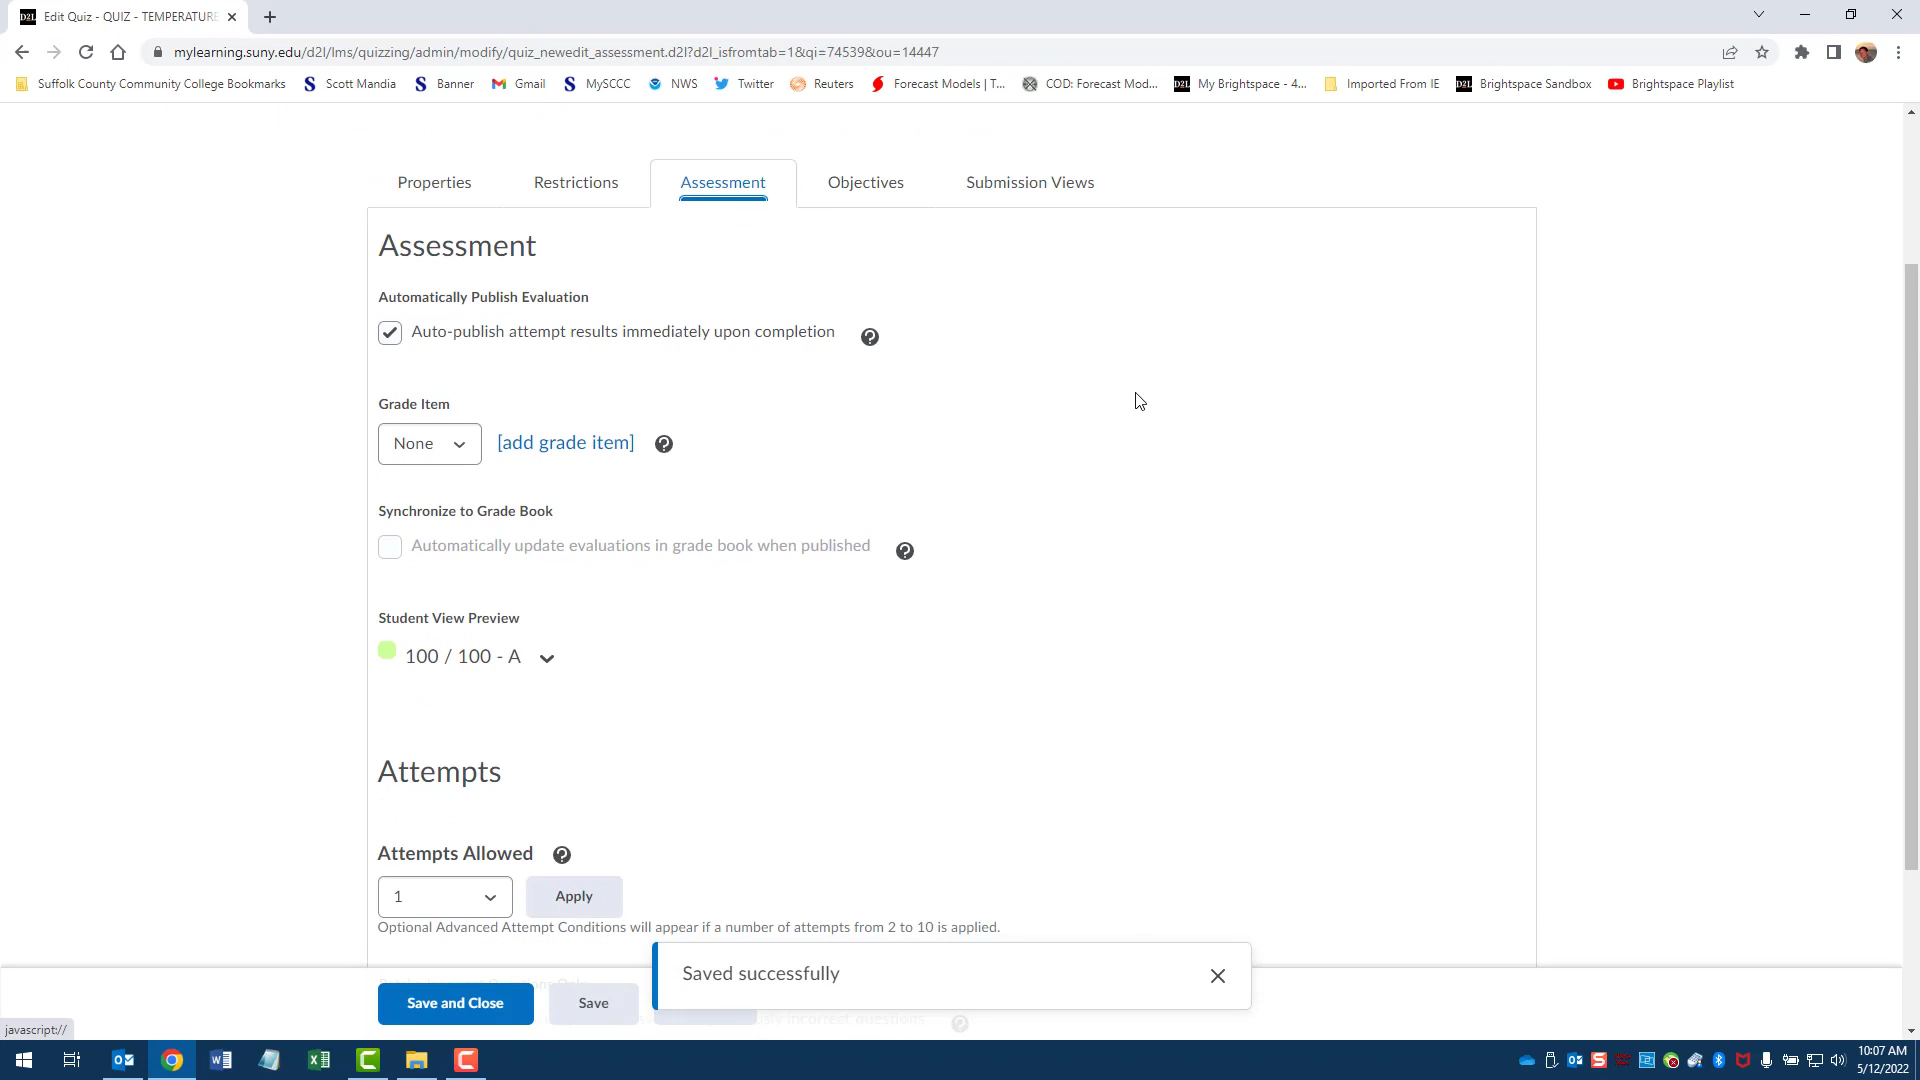 Edit Quiz - QUIZ - TEMPERATURE
mylearning.suny.edu/d2l/lms/quizzing/admin/modify/quiz_newedit_assessment.d2l?d2l_isfromtab=1&qi=74539&ou=14447
Suffolk County Community College Bookmarks Scott Mandia Banner Gmail MySCCC NWS Twitter Reuters Forecast Models | T... COD: Forecast Mod... My Brightspace - 4... Imported From IE Brightspace Sandbox Brightspace Playlist
Properties Restrictions Assessment Objectives Submission Views
Assessment
Automatically Publish Evaluation
Auto-publish attempt results immediately upon completion
Grade Item
None [add grade item]
Synchronize to Grade Book
Automatically update evaluations in grade book when published
Student View Preview
100 / 100 - A
Attempts
Attempts Allowed
1 Apply
Optional Advanced Attempt Conditions will appear if a number of attempts from 2 to 10 is applied.
Saved successfully
Save and Close Save
javascript://
10:07 AM
5/12/2022